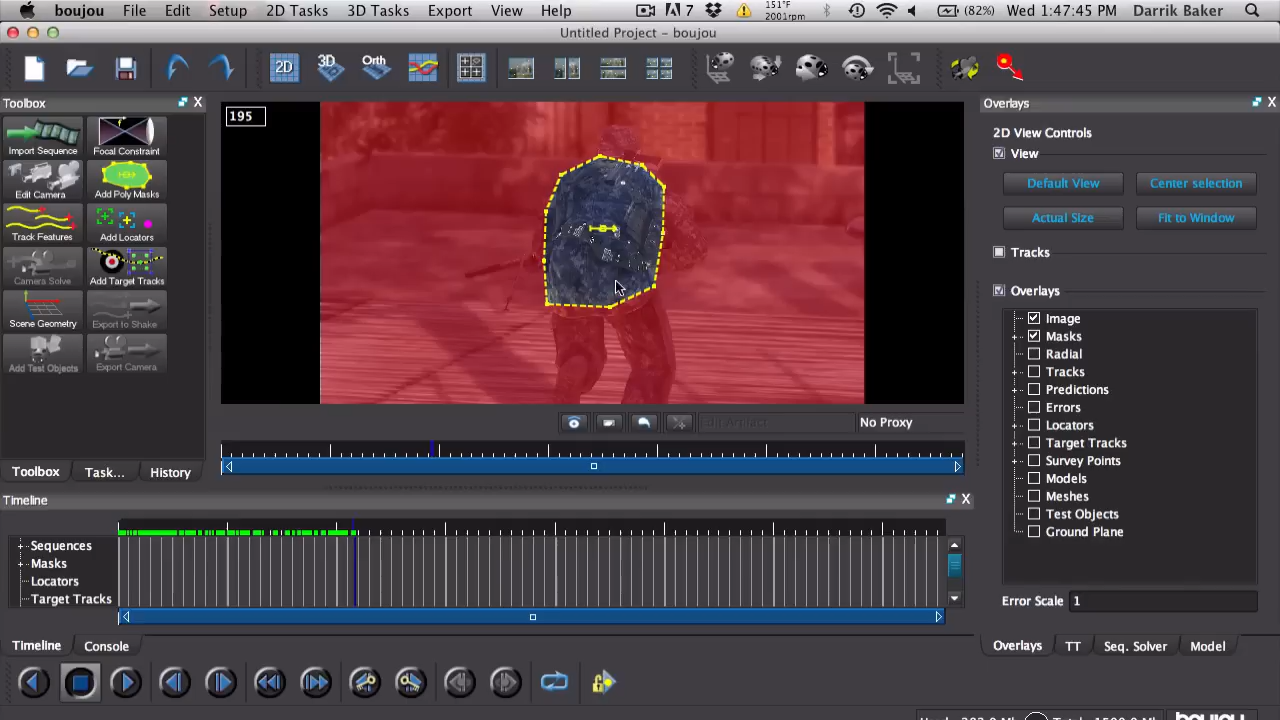 boujou File Edit Setup 2D Tasks 3D Tasks Export View Help 7 151°F 2001rpm (82%) Wed 1:47:45 PM Darrik Baker
Untitled Project - boujou
2D 3D Orth
Toolbox
Import Sequence Focal Constraint
Edit Camera Add Poly Masks
Track Features Add Locators
Camera Solve Add Target Tracks
Scene Geometry Export to Shake
Add Test Objects Export Camera
Toolbox Task... History
195
No Proxy
Timeline
Sequences
Masks
Locators
Target Tracks
Timeline Console
Overlays
2D View Controls
View
Default View Center selection
Actual Size Fit to Window
Tracks
Overlays
Image
Masks
Radial
Tracks
Predictions
Errors
Locators
Target Tracks
Survey Points
Models
Meshes
Test Objects
Ground Plane
Error Scale 1
Overlays TT Seq. Solver Model
boujou